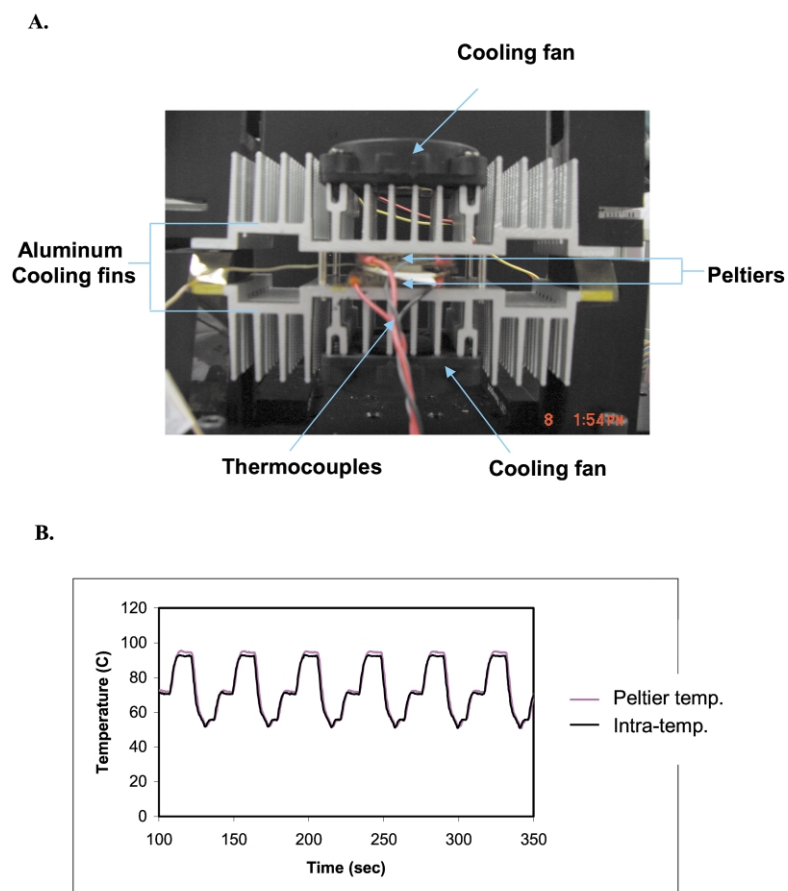 A.
Cooling fan
Aluminum
Cooling fins
Peltiers
8 1:54PM
Thermocouples
Cooling fan
B.
120
100
80
60
40
20
0
Temperature (C)
100
150
200
250
300
350
Time (sec)
Peltier temp.
Intra-temp.